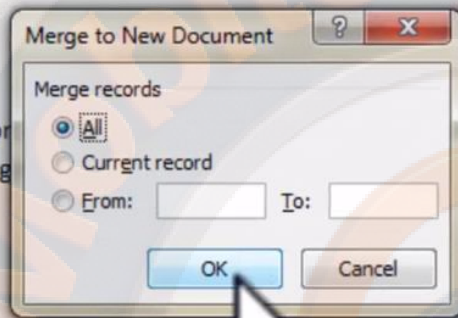 Merge to New Document
Merge records
All
Current record
From: To:
OK Cancel